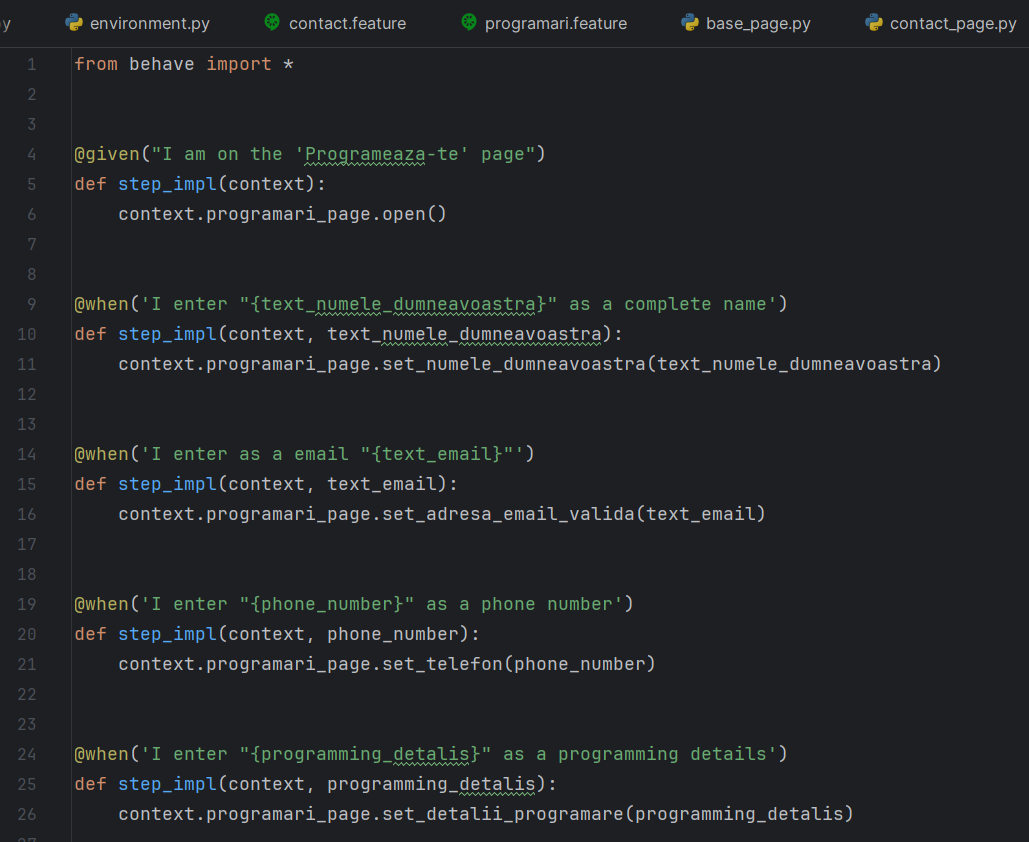 y environment.py contact.feature programari.feature base_page.py contact_page.py
1 from behave import *
2
3
4 @given("I am on the 'Programeaza-te' page")
5 def step_impl(context):
6     context.programari_page.open()
7
8
9 @when('I enter "{text_numele_dumneavoastra}" as a complete name')
10 def step_impl(context, text_numele_dumneavoastra):
11     context.programari_page.set_numele_dumneavoastra(text_numele_dumneavoastra)
12
13
14 @when('I enter as a email "{text_email}"')
15 def step_impl(context, text_email):
16     context.programari_page.set_adresa_email_valida(text_email)
17
18
19 @when('I enter "{phone_number}" as a phone number')
20 def step_impl(context, phone_number):
21     context.programari_page.set_telefon(phone_number)
22
23
24 @when('I enter "{programming_detalis}" as a programming details')
25 def step_impl(context, programming_detalis):
26     context.programari_page.set_detalii_programare(programming_detalis)
27